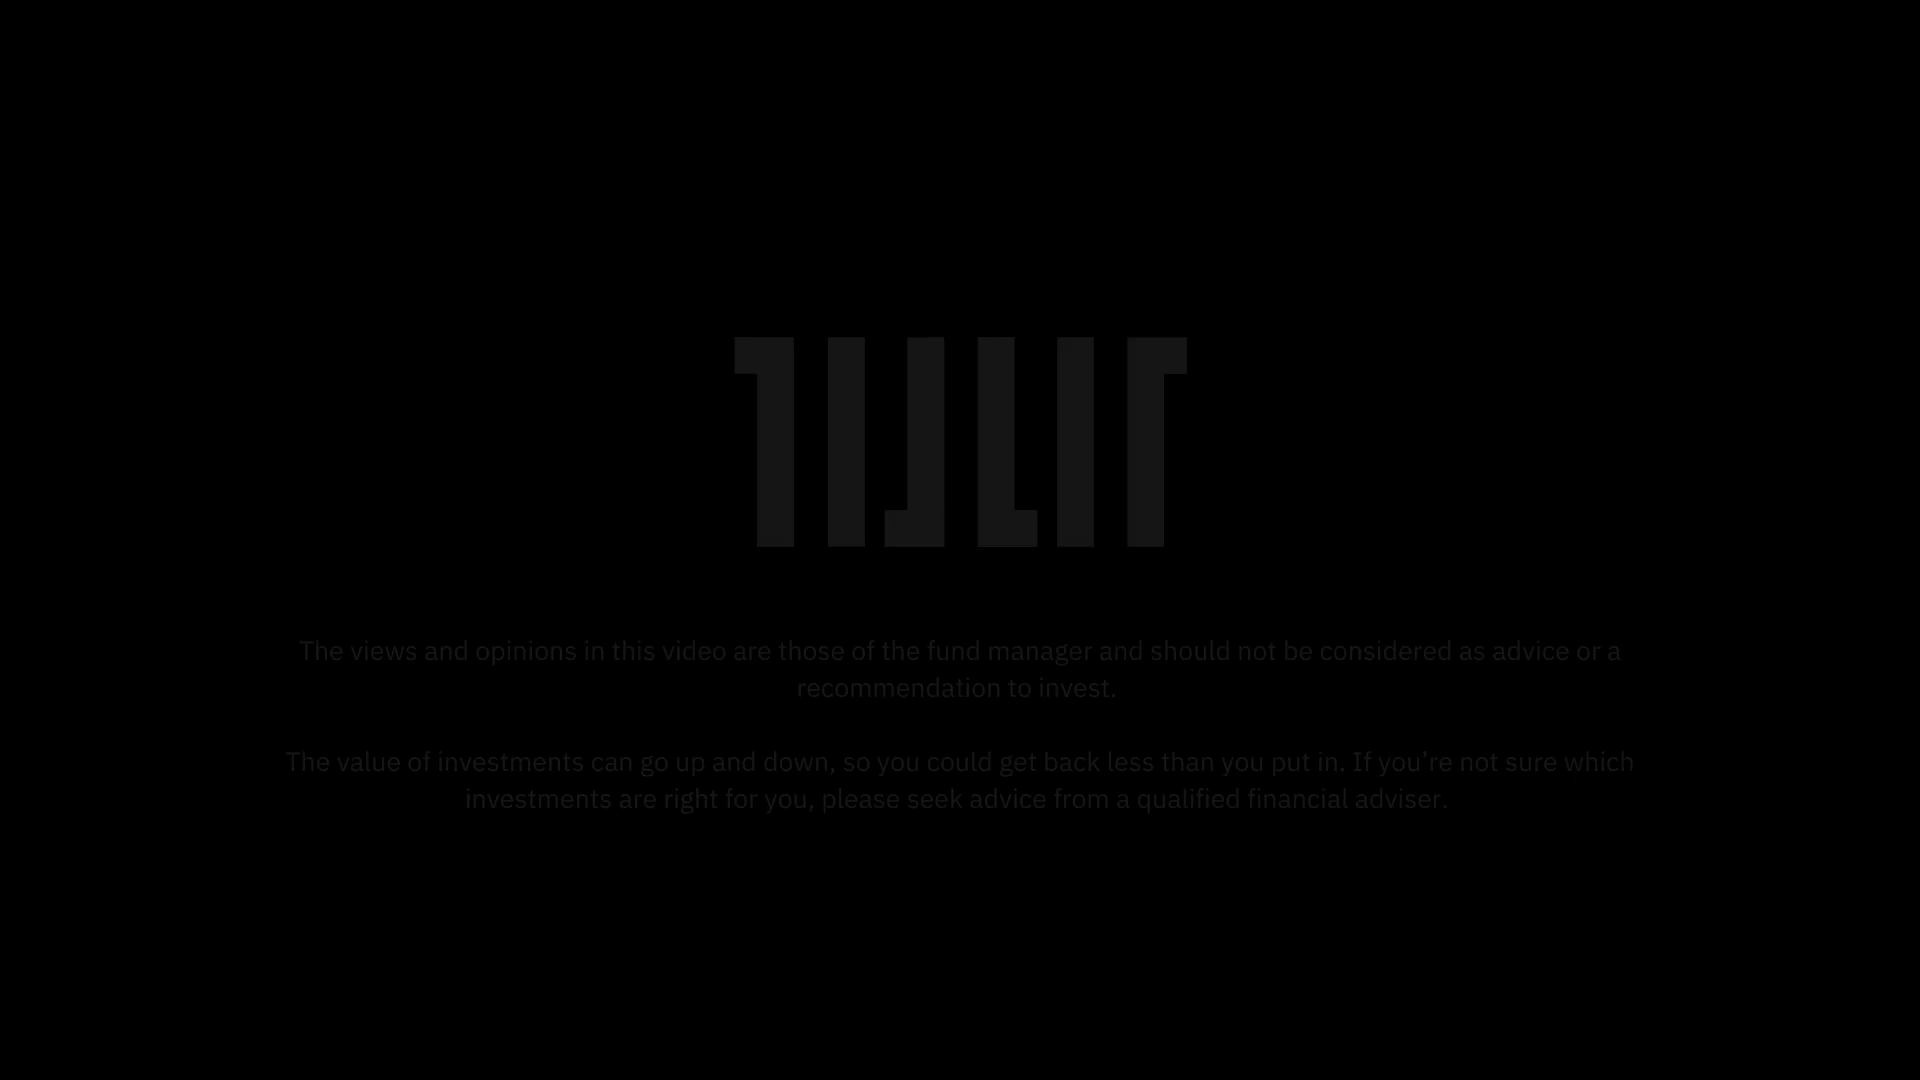 TILLIT
The views and opinions in this video are those of the fund manager and should not be considered as advice or a
recommendation to invest.
The value of investments can go up and down, so you could get back less than you put in. If you're not sure which
investments are right for you, please seek advice from a qualified financial adviser.